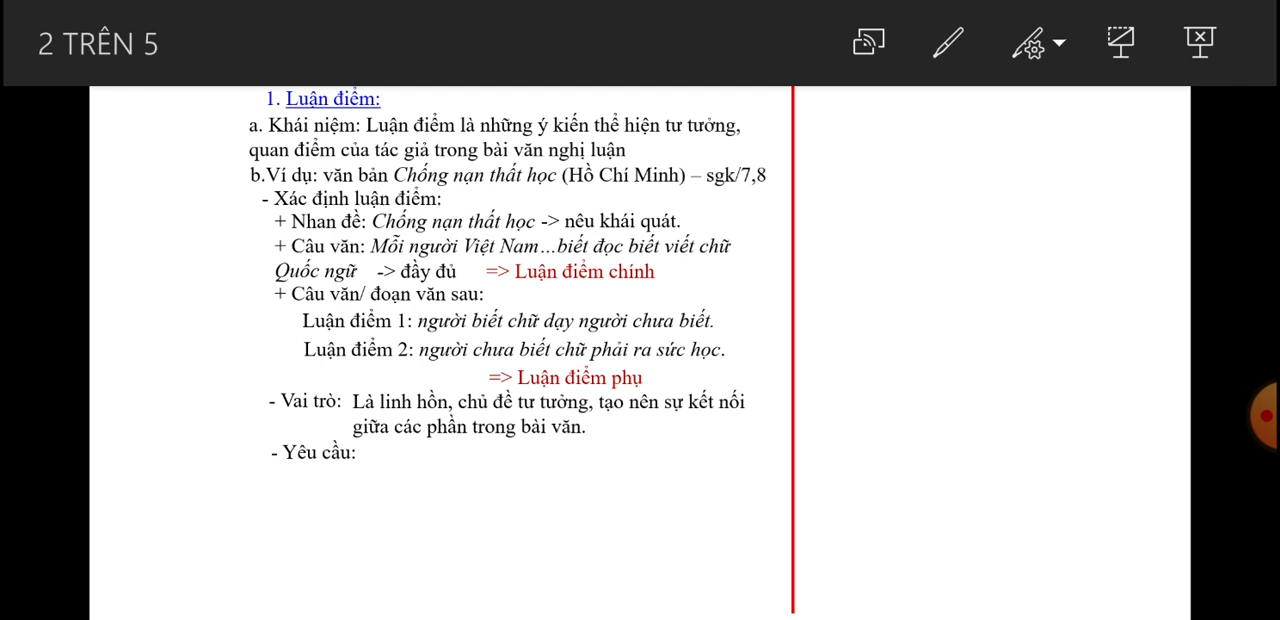 2 TRÊN 5
1. Luận điểm:
a. Khái niệm: Luận điểm là những ý kiến thể hiện tư tưởng,
quan điểm của tác giả trong bài văn nghị luận
b.Ví dụ: văn bản Chống nạn thất học (Hồ Chí Minh) – sgk/7,8
- Xác định luận điểm:
+ Nhan đề: Chống nạn thất học -> nêu khái quát.
+ Câu văn: Mỗi người Việt Nam...biết đọc biết viết chữ
Quốc ngữ -> đầy đủ => Luận điểm chính
+ Câu văn/ đoạn văn sau:
Luận điểm 1: người biết chữ dạy người chưa biết.
Luận điểm 2: người chưa biết chữ phải ra sức học.
=> Luận điểm phụ
- Vai trò: Là linh hồn, chủ đề tư tưởng, tạo nên sự kết nối
giữa các phần trong bài văn.
- Yêu cầu: